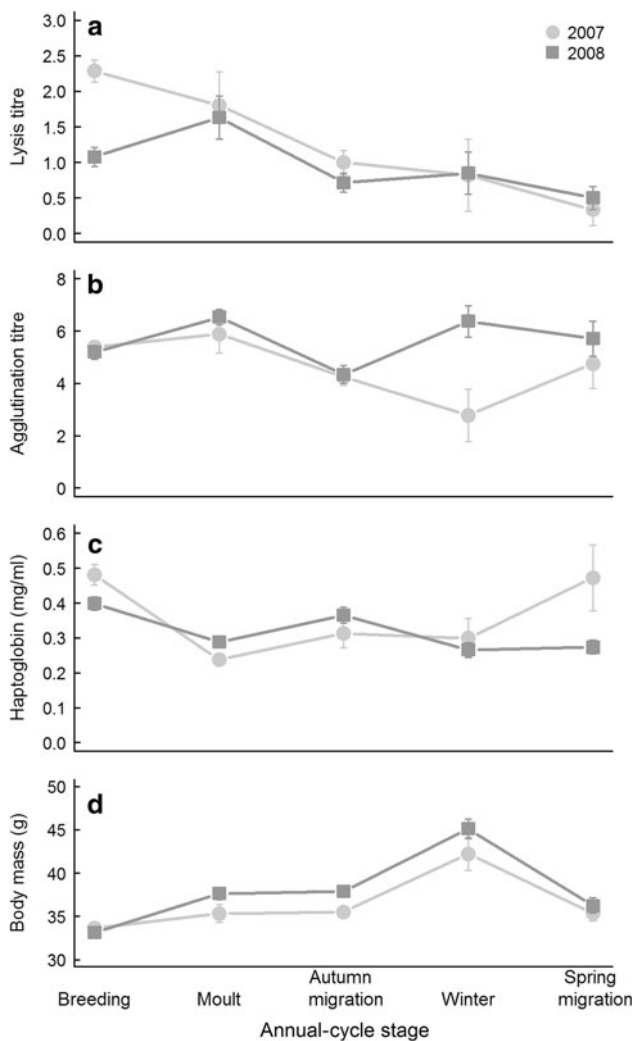 a
2007
2008
3.0
2.5
2.0
1.5
1.0
0.5
0.0
Lysis titre
b
8
6
4
2
0
Agglutination titre
c
0.6
0.5
0.4
0.3
0.2
0.1
0.0
Haptoglobin (mg/ml)
d
50
45
40
35
30
Body mass (g)
Breeding
Moult
Autumn
migration
Winter
Spring
migration
Annual-cycle stage